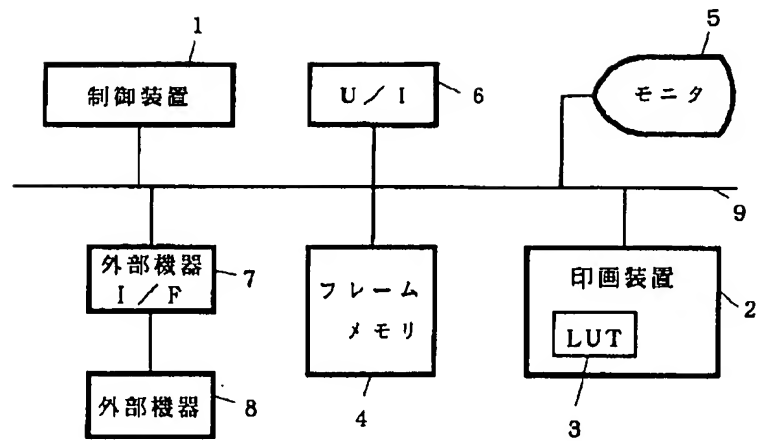 1
制御装置
U/I
6
5
モニタ
9
外部機器
I/F
7
フレーム
メモリ
4
印画装置
LUT
2
3
外部機器
8